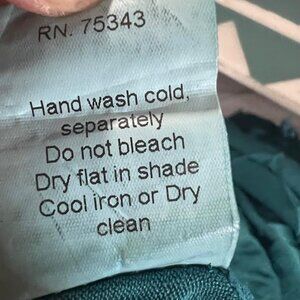 RN. 75343
Hand wash cold,
separately
Do not bleach
Dry flat in shade
Cool iron or Dry
clean